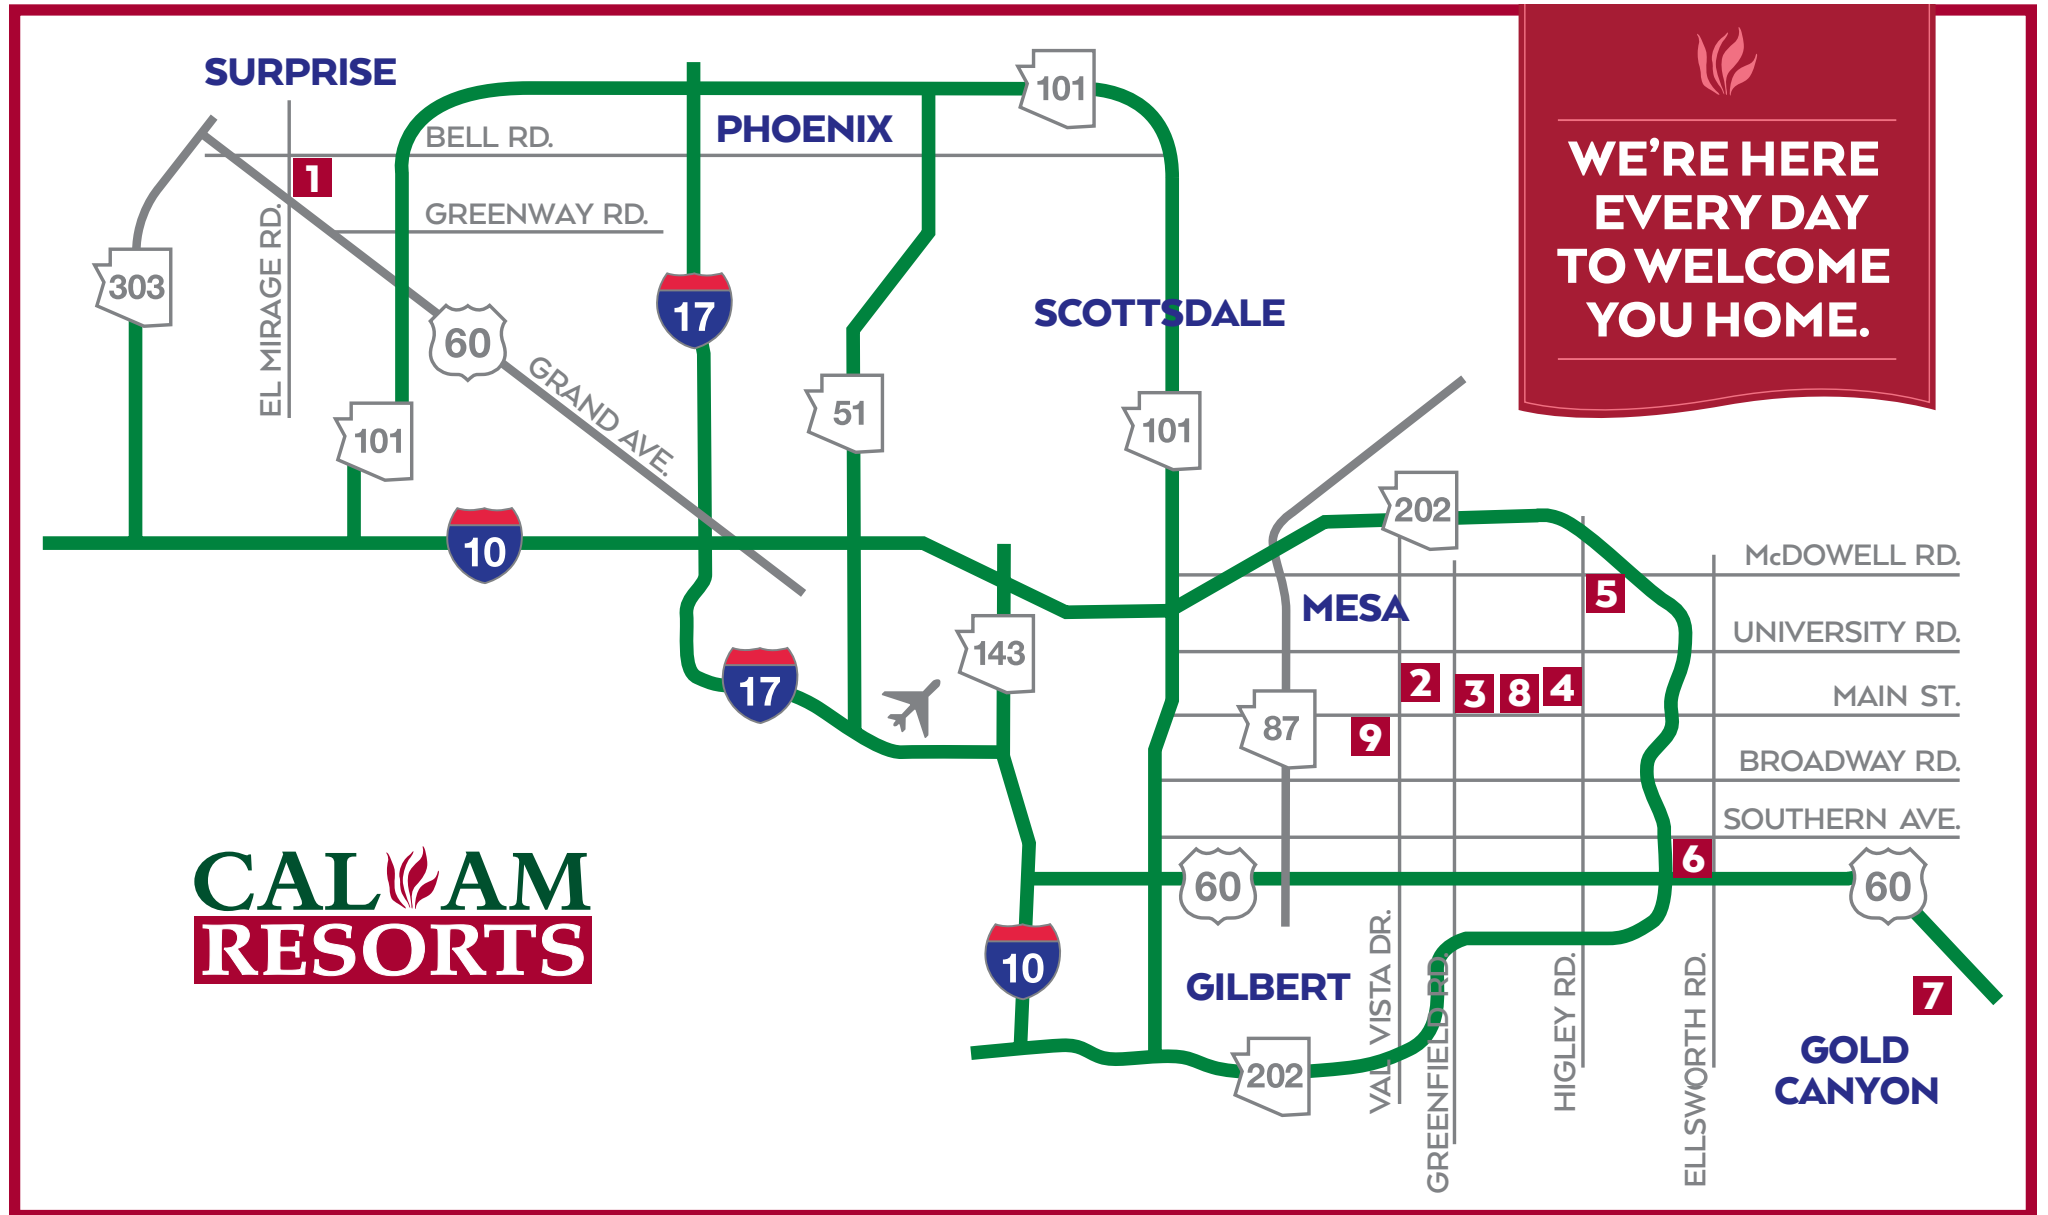 SURPRISE
101
PHOENIX
BELL RD.
1
GREENWAY RD.
EL MIRAGE RD.
303
17
60
GRAND AVE.
SCOTTSDALE
101
51
101
10
WE'RE HERE
EVERY DAY
TO WELCOME
YOU HOME.
202
McDOWELL RD.
5
MESA
UNIVERSITY RD.
143
17
2
3
8
4
MAIN ST.
87
9
BROADWAY RD.
SOUTHERN AVE.
6
60
60
CAL AM
RESORTS
10
GILBERT
VAL VISTA DR.
GREENFIELD RD.
HIGLEY RD.
ELLSWORTH RD.
7
GOLD
CANYON
202